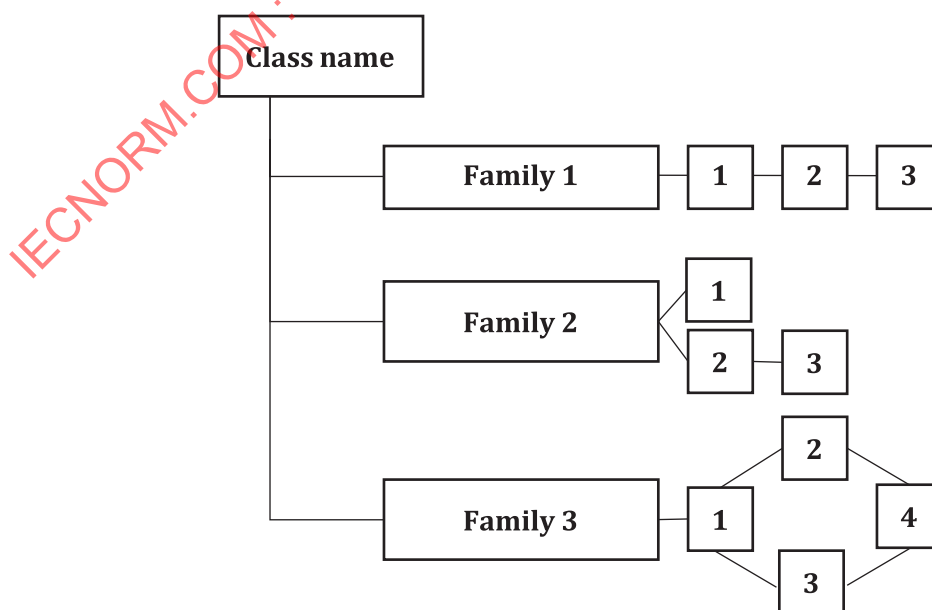 IECNORM.COM
Class name
Family 1 1 2 3
1
Family 2
2 3
2
Family 3 1 4
3